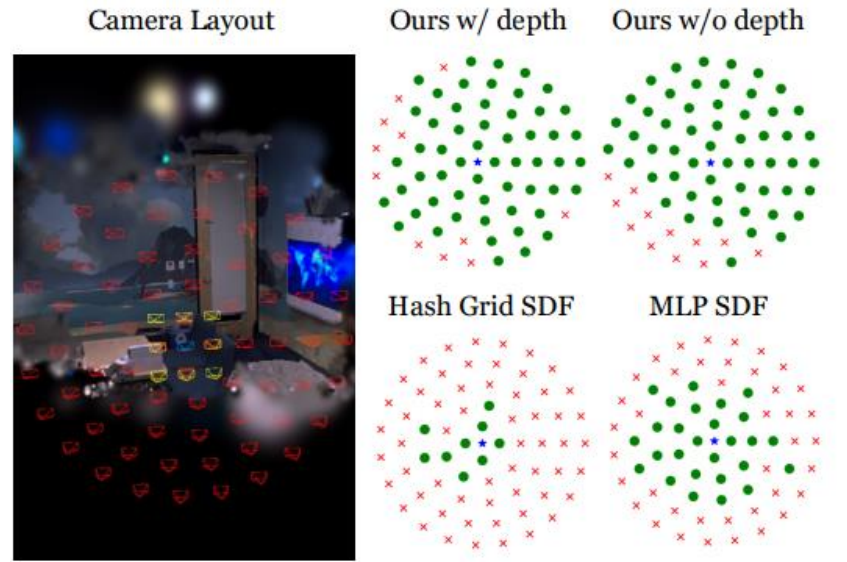 Camera Layout
Ours w/ depth
Ours w/o depth
Hash Grid SDF
MLP SDF